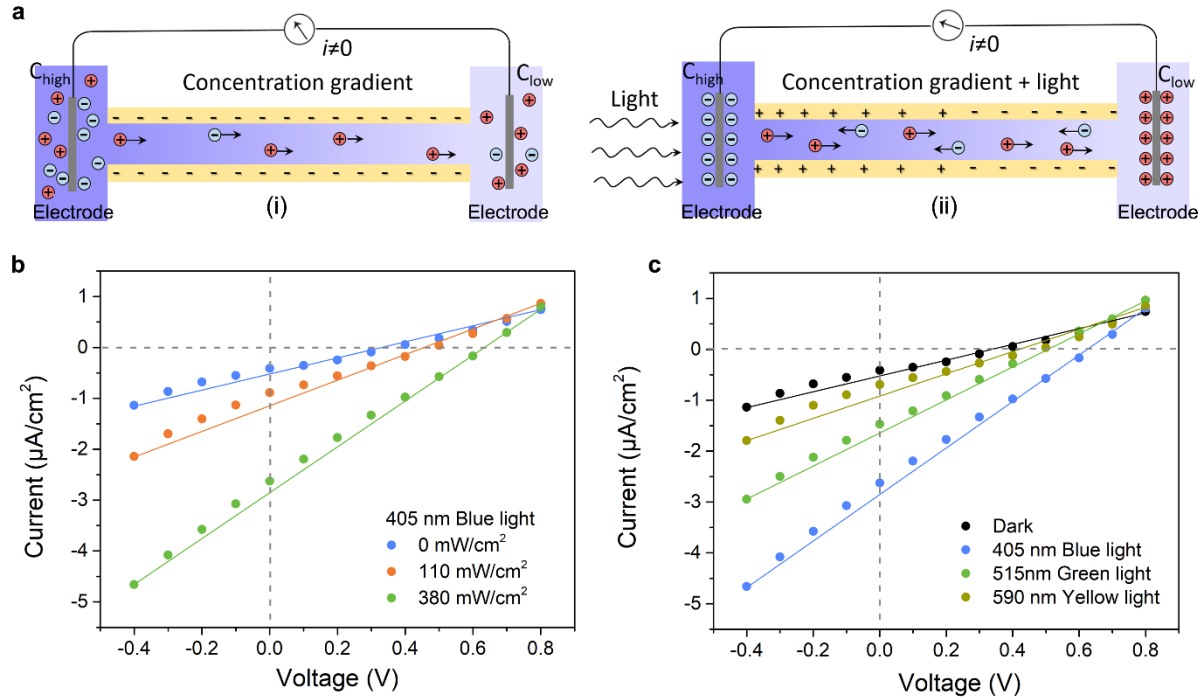 a
i≠0
C_high
Concentration gradient
C_low
Electrode
(i)
Electrode
i≠0
C_high
Concentration gradient + light
C_low
Light
Electrode
(ii)
Electrode
b
Current (µA/cm²)
1
0
-1
-2
-3
-4
-5
405 nm Blue light
0 mW/cm²
110 mW/cm²
380 mW/cm²
-0.4 -0.2 0.0 0.2 0.4 0.6 0.8
Voltage (V)
c
Current (µA/cm²)
1
0
-1
-2
-3
-4
-5
Dark
405 nm Blue light
515nm Green light
590 nm Yellow light
-0.4 -0.2 0.0 0.2 0.4 0.6 0.8
Voltage (V)